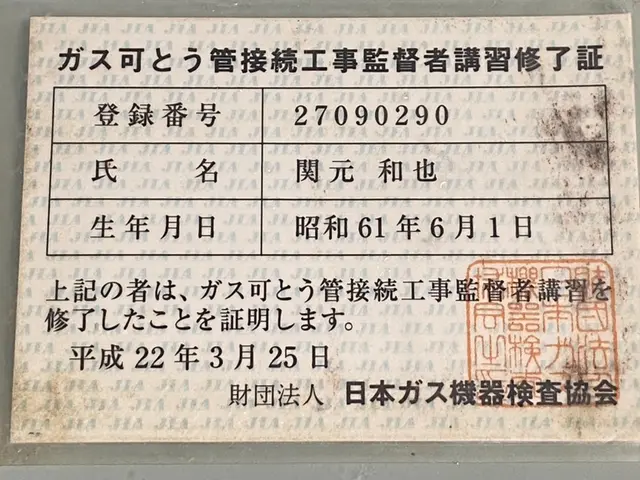 ガス可とう管接続工事監督者講習修了証
登録番号 27090290
氏名 関元 和也
生年月日 昭和61年6月1日
上記の者は、ガス可とう管接続工事監督者講習を
修了したことを証明します。
平成22年3月25日
財団法人 日本ガス機器検査協会